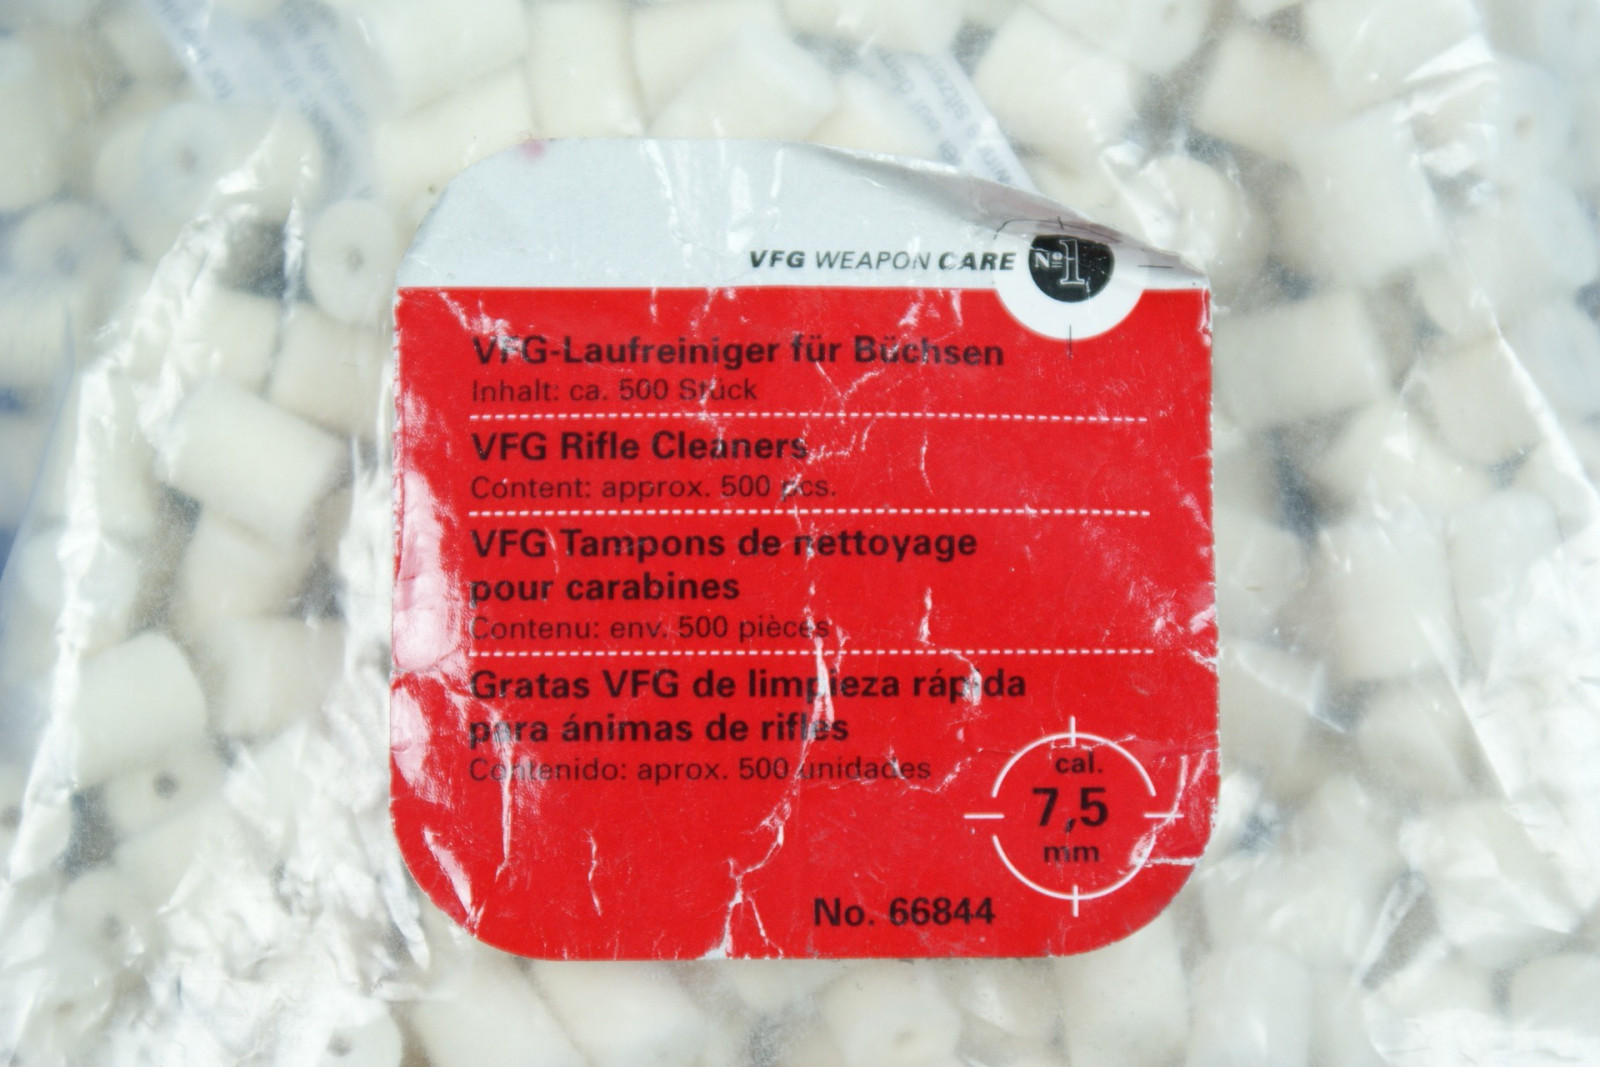 VFG WEAPON CARE No 1
VFG-Laufreiniger für Büchsen
Inhalt: ca. 500 Stück
VFG Rifle Cleaners
Content: approx. 500 pcs.
VFG Tampons de nettoyage
pour carabines
Contenu: env. 500 pièces
Gratas VFG de limpieza rápida
para ánimas de rifles
Contenido: aprox. 500 unidades
cal.
7,5
mm
No. 66844